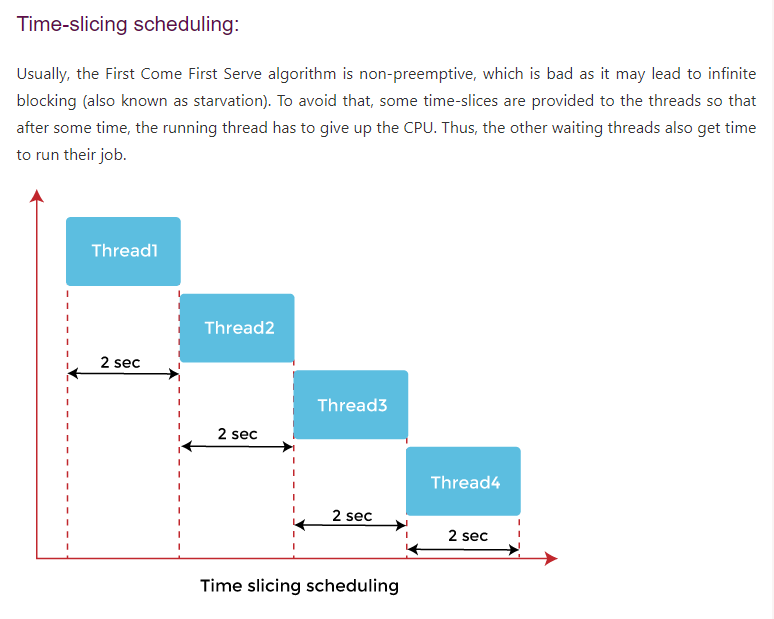 Time-slicing scheduling:
Usually, the First Come First Serve algorithm is non-preemptive, which is bad as it may lead to infinite
blocking (also known as starvation). To avoid that, some time-slices are provided to the threads so that
after some time, the running thread has to give up the CPU. Thus, the other waiting threads also get time
to run their job.
Thread1
Thread2
2 sec
Thread3
2 sec
Thread4
2 sec
2 sec
Time slicing scheduling